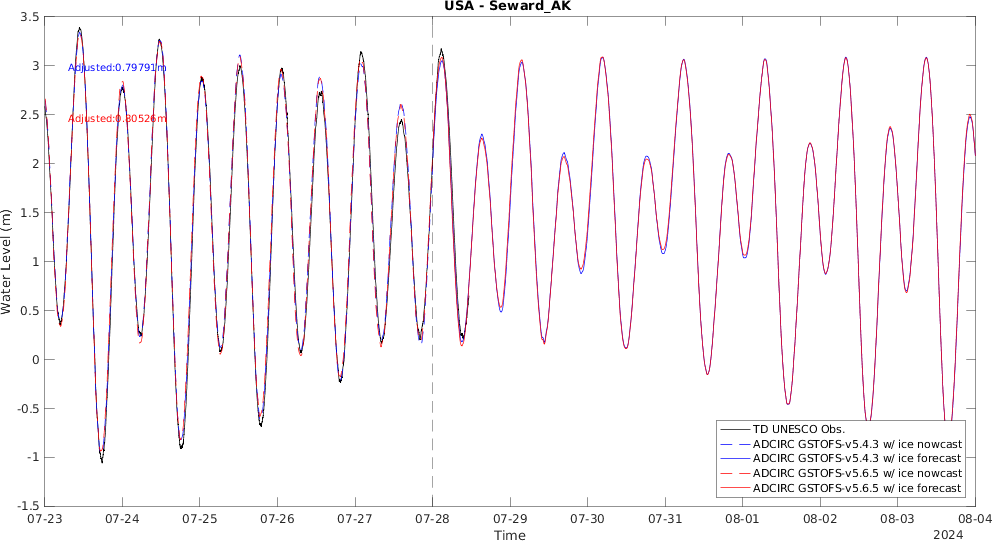 USA - Seward_AK
3.5
3
2.5
2
1.5
1
0.5
0
-0.5
-1
-1.5
Water Level (m)
Adjusted:0.79791m
Adjusted:0.80526m
TD UNESCO Obs.
ADCIRC GSTOFS-v5.4.3 w/ ice nowcast
ADCIRC GSTOFS-v5.4.3 w/ ice forecast
ADCIRC GSTOFS-v5.6.5 w/ ice nowcast
ADCIRC GSTOFS-v5.6.5 w/ ice forecast
07-23 07-24 07-25 07-26 07-27 07-28 07-29 07-30 07-31 08-01 08-02 08-03 08-04
Time
2024